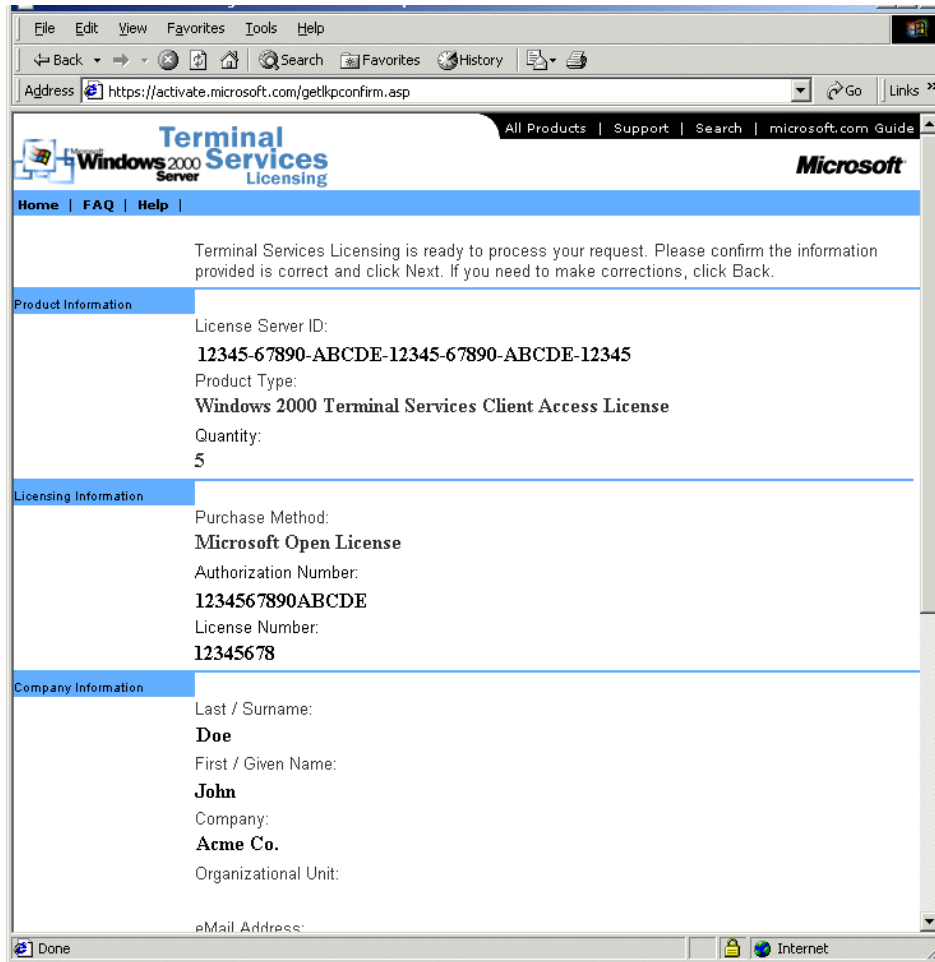 File Edit View Favorites Tools Help
Back Search Favorites History
Address https://activate.microsoft.com/getlkpconfirm.asp Go Links »
All Products | Support | Search | microsoft.com Guide
Microsoft Windows 2000 Server
Terminal Services Licensing
Microsoft
Home | FAQ | Help |
Terminal Services Licensing is ready to process your request. Please confirm the information
provided is correct and click Next. If you need to make corrections, click Back.
Product Information
License Server ID:
12345-67890-ABCDE-12345-67890-ABCDE-12345
Product Type:
Windows 2000 Terminal Services Client Access License
Quantity:
5
Licensing Information
Purchase Method:
Microsoft Open License
Authorization Number:
1234567890ABCDE
License Number:
12345678
Company Information
Last / Surname:
Doe
First / Given Name:
John
Company:
Acme Co.
Organizational Unit:
eMail Address:
Done Internet